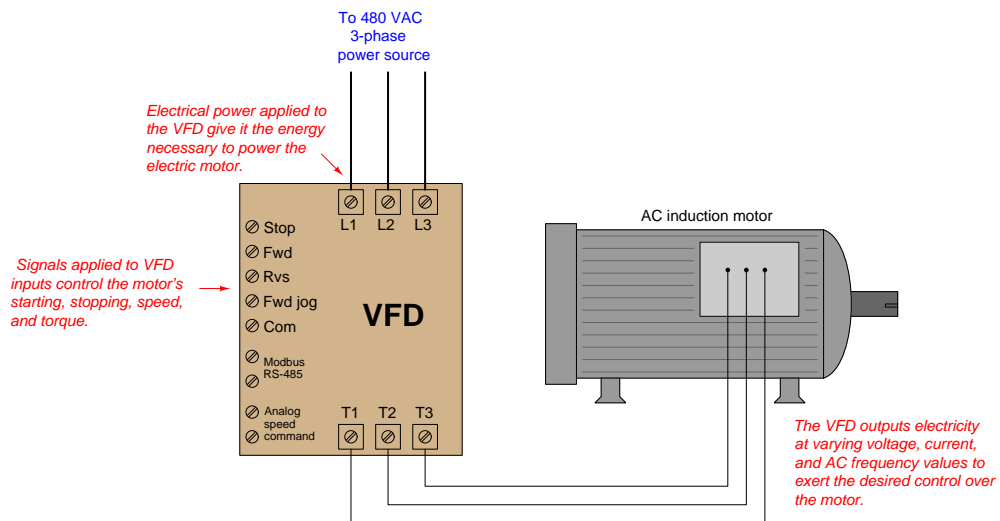 To 480 VAC
3-phase
power source
Electrical power applied to
the VFD give it the energy
necessary to power the
electric motor.
L1 L2 L3
Stop
Fwd
Rvs
Fwd jog
Com
Modbus
RS-485
Analog
speed
command
VFD
T1 T2 T3
Signals applied to VFD
inputs control the motor's
starting, stopping, speed,
and torque.
AC induction motor
The VFD outputs electricity
at varying voltage, current,
and AC frequency values to
exert the desired control over
the motor.